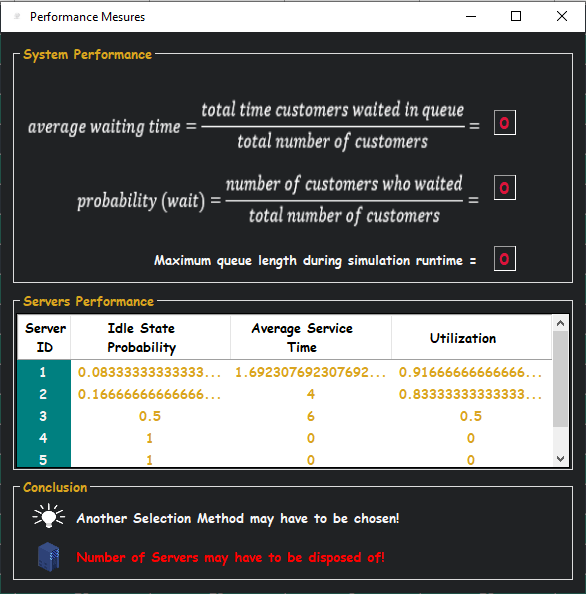 Performance Mesures
System Performance
average waiting time = total time customers waited in queue / total number of customers = 0
probability (wait) = number of customers who waited / total number of customers = 0
Maximum queue length during simulation runtime = 0
Servers Performance
Server ID Idle State Probability Average Service Time Utilization
1 0.08333333333333... 1.692307692307692... 0.91666666666666...
2 0.16666666666666... 4 0.83333333333333...
3 0.5 6 0.5
4 1 0 0
5 1 0 0
Conclusion
Another Selection Method may have to be chosen!
Number of Servers may have to be disposed of!